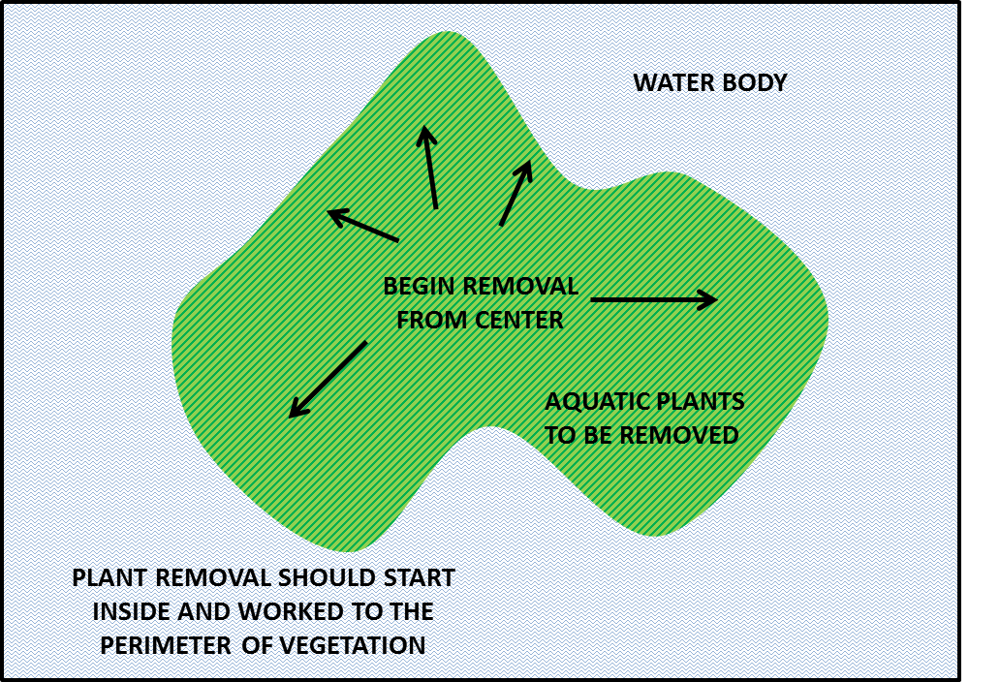 WATER BODY
BEGIN REMOVAL
FROM CENTER
AQUATIC PLANTS
TO BE REMOVED
PLANT REMOVAL SHOULD START
INSIDE AND WORKED TO THE
PERIMETER OF VEGETATION